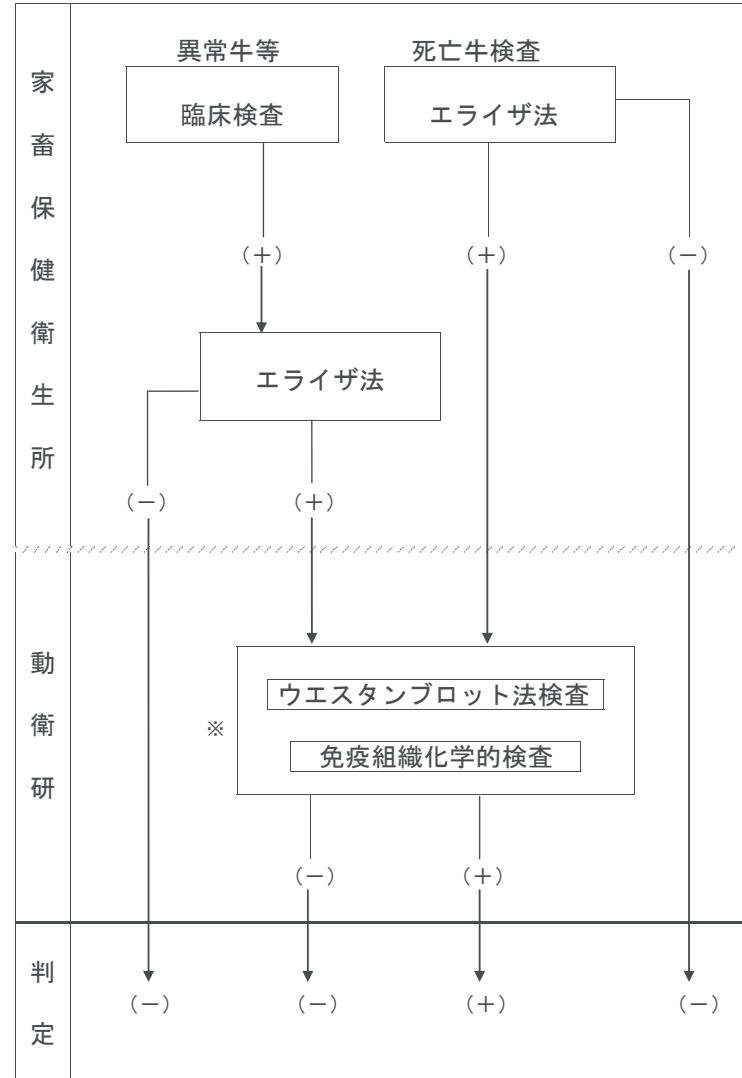 家畜保健衛生所
異常牛等
死亡牛検査
臨床検査
エライザ法
（＋）
（＋）
（－）
エライザ法
（－）
（＋）
動衛研
ウエスタンブロット法検査
※
免疫組織化学的検査
（－）
（＋）
判定
（－）
（－）
（＋）
（－）